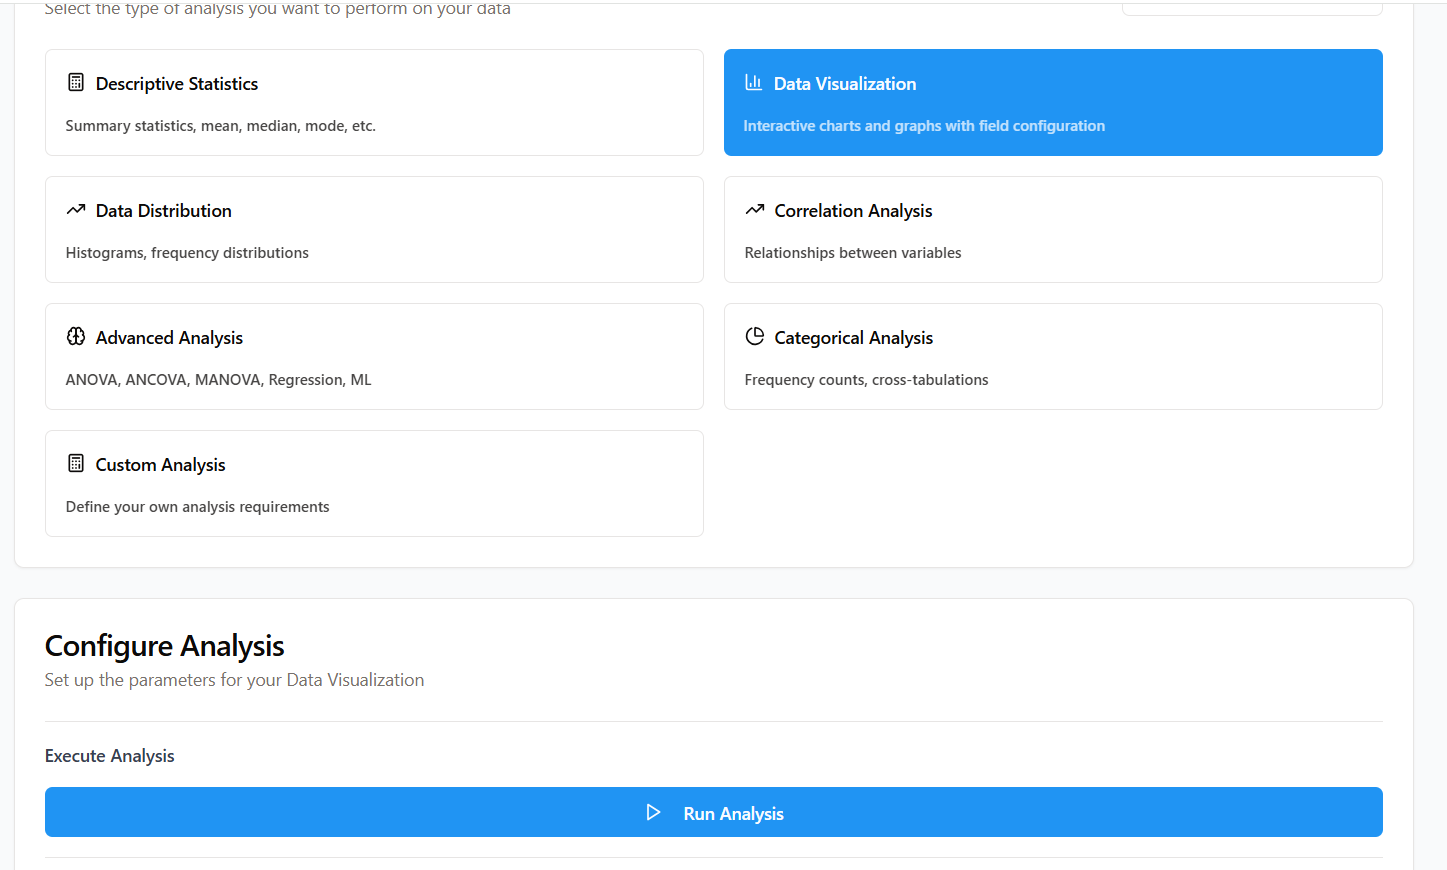 Select the type of analysis you want to perform on your data
Descriptive Statistics
Summary statistics, mean, median, mode, etc.
Data Visualization
Interactive charts and graphs with field configuration
Data Distribution
Histograms, frequency distributions
Correlation Analysis
Relationships between variables
Advanced Analysis
ANOVA, ANCOVA, MANOVA, Regression, ML
Categorical Analysis
Frequency counts, cross-tabulations
Custom Analysis
Define your own analysis requirements
Configure Analysis
Set up the parameters for your Data Visualization
Execute Analysis
Run Analysis